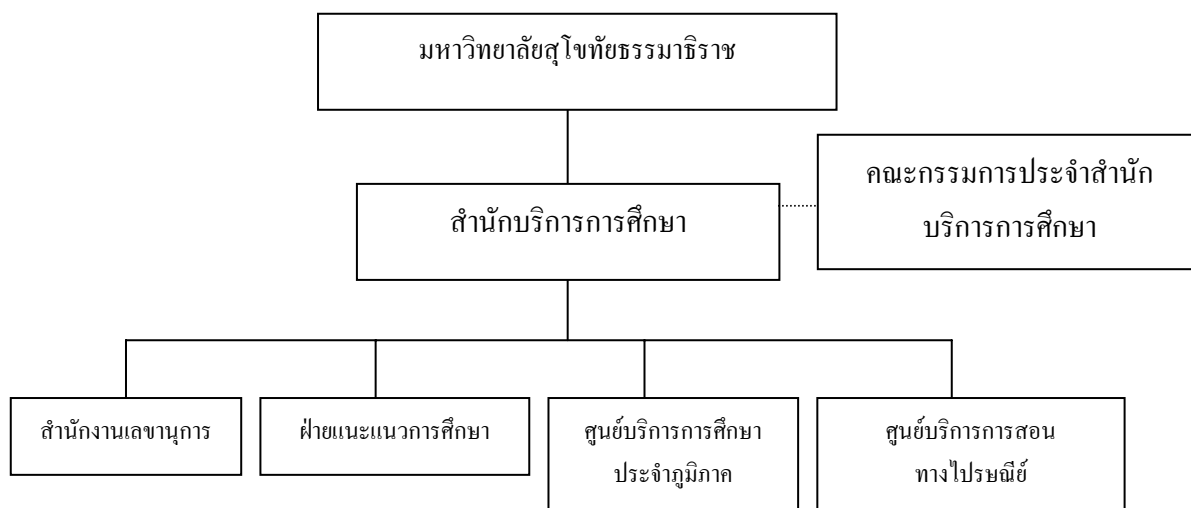 มหาวิทยาลัยสุโขทัยธรรมาธิราช
คณะกรรมการประจำสำนัก
บริการการศึกษา
สำนักบริการการศึกษา
สำนักงานเลขานุการ
ฝ่ายแนะแนวการศึกษา
ศูนย์บริการการศึกษา
ประจำภูมิภาค
ศูนย์บริการการสอน
ทางไปรษณีย์